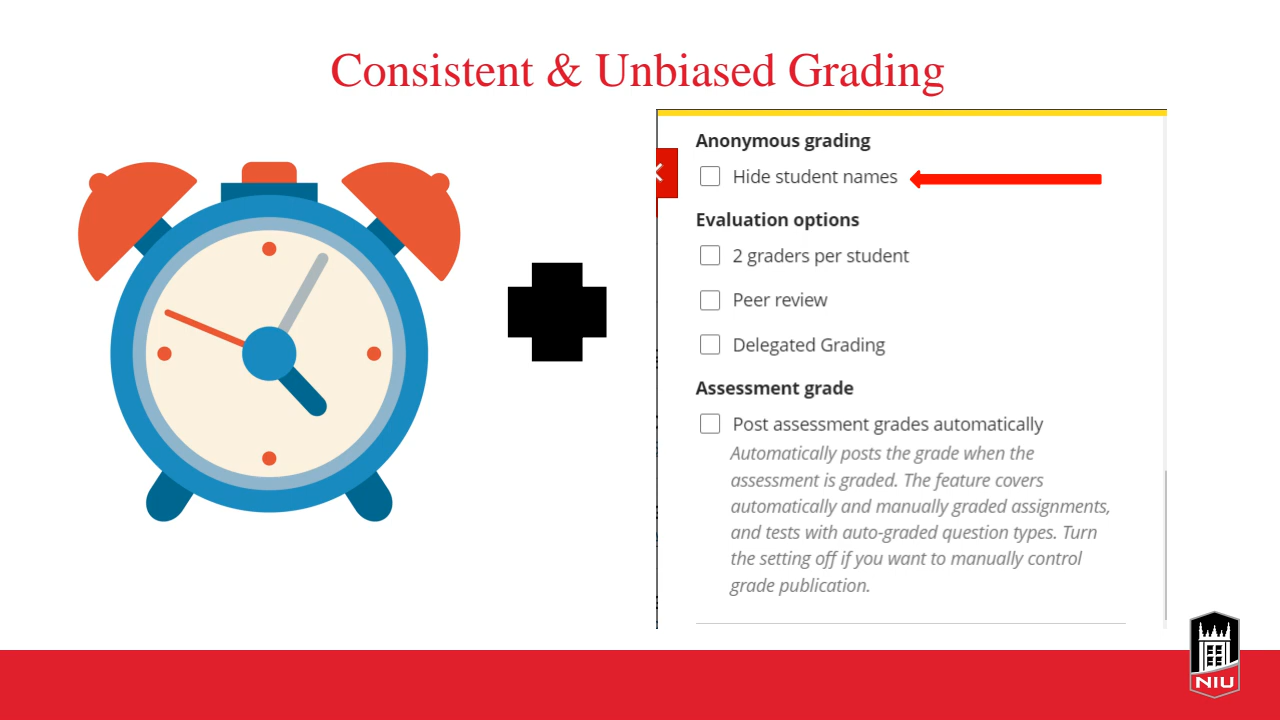 Consistent & Unbiased Grading
Anonymous grading
Hide student names
Evaluation options
2 graders per student
Peer review
Delegated Grading
Assessment grade
Post assessment grades automatically
Automatically posts the grade when the
assessment is graded. The feature covers
automatically and manually graded assignments,
and tests with auto-graded question types. Turn
the setting off if you want to manually control
grade publication.
NIU